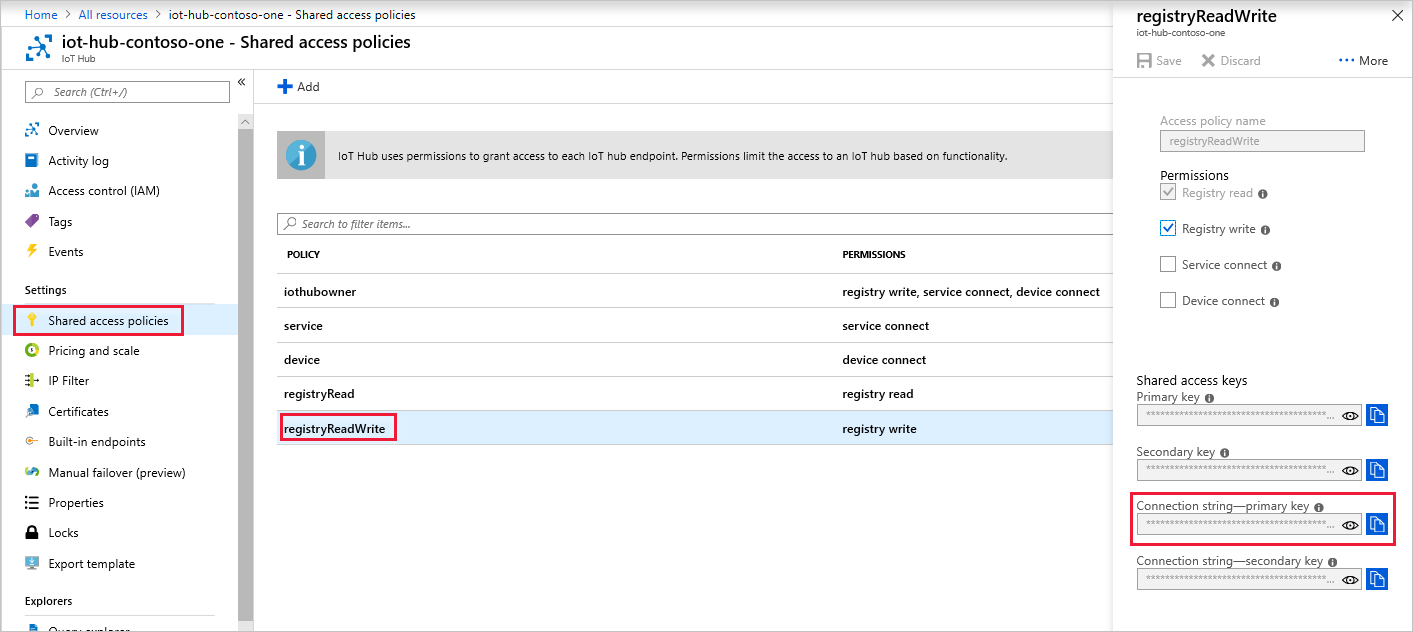 Home > All resources > iot-hub-contoso-one - Shared access policies
iot-hub-contoso-one - Shared access policies
IoT Hub
Search (Ctrl+/)
Overview
Activity log
Access control (IAM)
Tags
Events
Settings
Shared access policies
Pricing and scale
IP Filter
Certificates
Built-in endpoints
Manual failover (preview)
Properties
Locks
Export template
Explorers
Query explorer
Add
IoT Hub uses permissions to grant access to each IoT hub endpoint. Permissions limit the access to an IoT hub based on functionality.
Search to filter items...
POLICY PERMISSIONS
iothubowner registry write, service connect, device connect
service service connect
device device connect
registryRead registry read
registryReadWrite registry write
registryReadWrite
iot-hub-contoso-one
Save Discard More
Access policy name
registryReadWrite
Permissions
Registry read
Registry write
Service connect
Device connect
Shared access keys
Primary key
Secondary key
Connection string—primary key
Connection string—secondary key